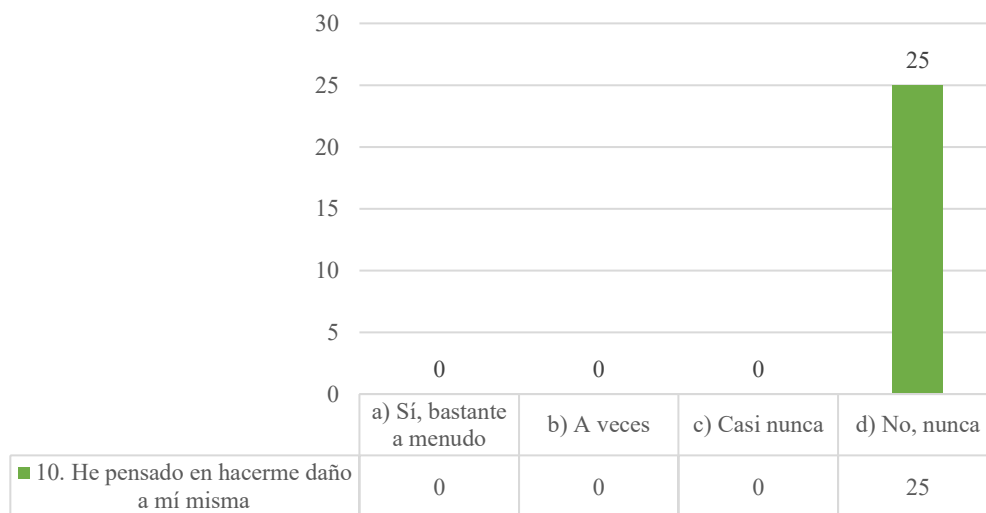 30
25
25
20
15
10
5
0
0 0 0
a) Sí, bastante
a menudo
b) A veces
c) Casi nunca
d) No, nunca
10. He pensado en hacerme daño
a mí misma
0 0 0 25